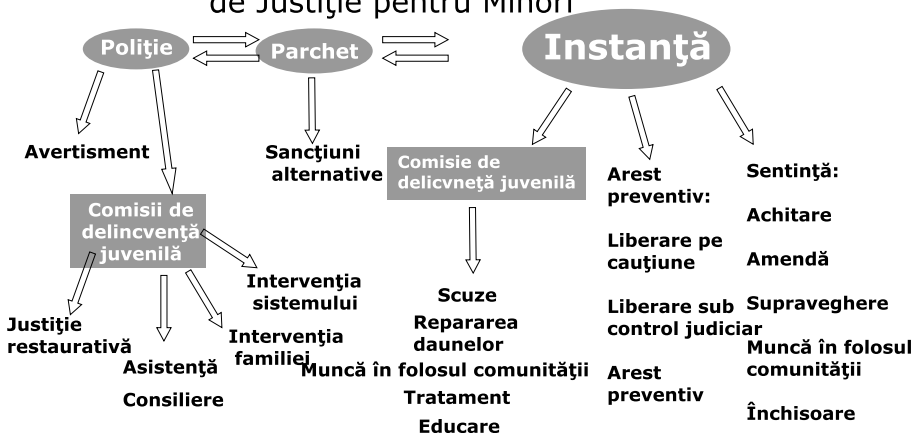 de Justiţie pentru Minori
Poliţie
Parchet
Instanţă
Avertisment
Sancţiuni
alternative
Comisie de
delicvneţă juvenilă
Arest
preventiv:
Liberare pe
cauţiune
Liberare sub
control judiciar
Arest
preventiv
Sentinţă:
Achitare
Amendă
Supraveghere
Muncă în folosul
comunităţii
Închisoare
Comisii de
delincvenţă
juvenilă
Justiţie
restaurativă
Asistenţă
Consiliere
Intervenţia
sistemului
Intervenţia
familiei
Scuze
Repararea
daunelor
Muncă în folosul comunităţii
Tratament
Educare